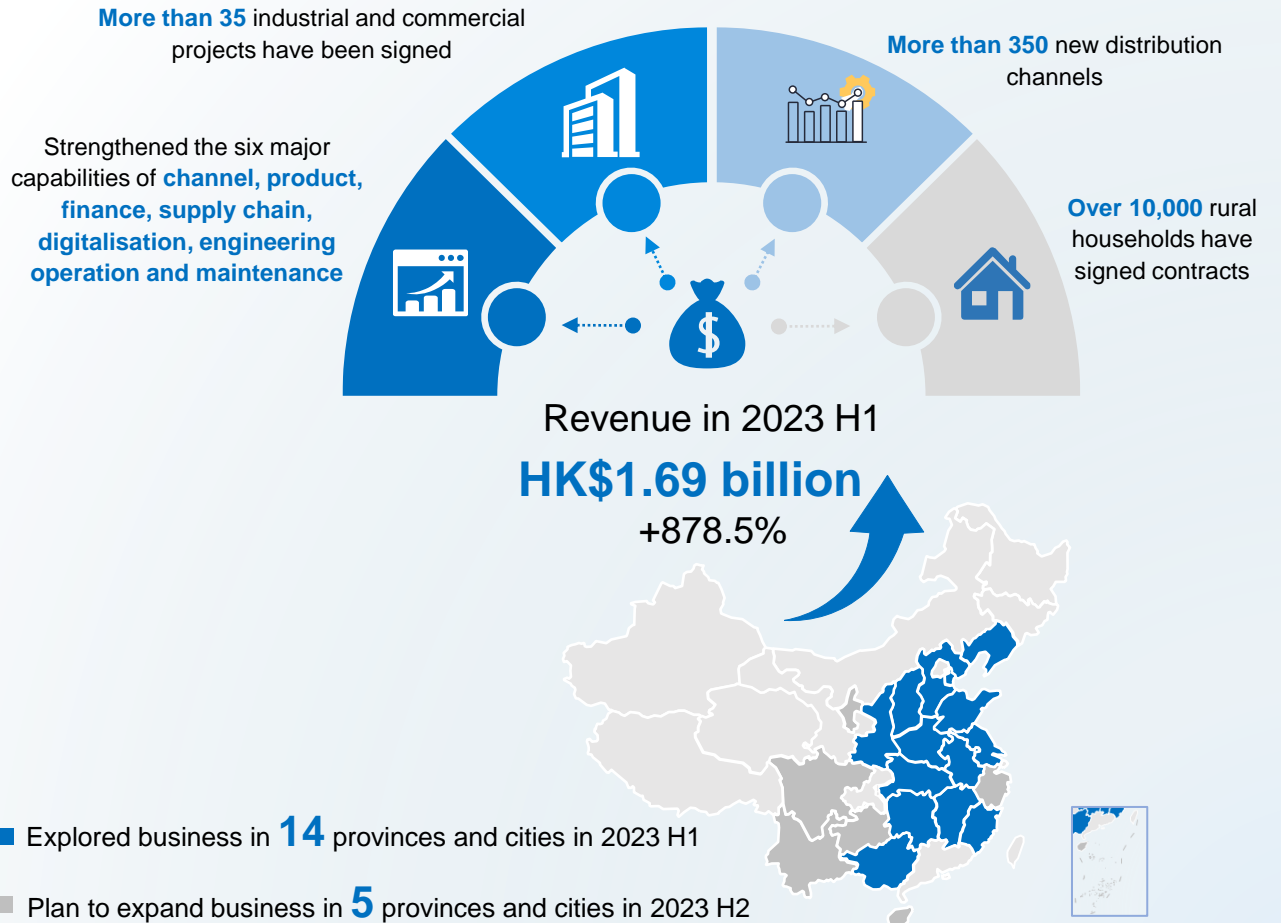 More than 35 industrial and commercial
projects have been signed
More than 350 new distribution
channels
Strengthened the six major
capabilities of channel, product,
finance, supply chain,
digitalisation, engineering
operation and maintenance
Over 10,000 rural
households have
signed contracts
$
Revenue in 2023 H1
HK$1.69 billion
+878.5%
Explored business in 14 provinces and cities in 2023 H1
Plan to expand business in 5 provinces and cities in 2023 H2